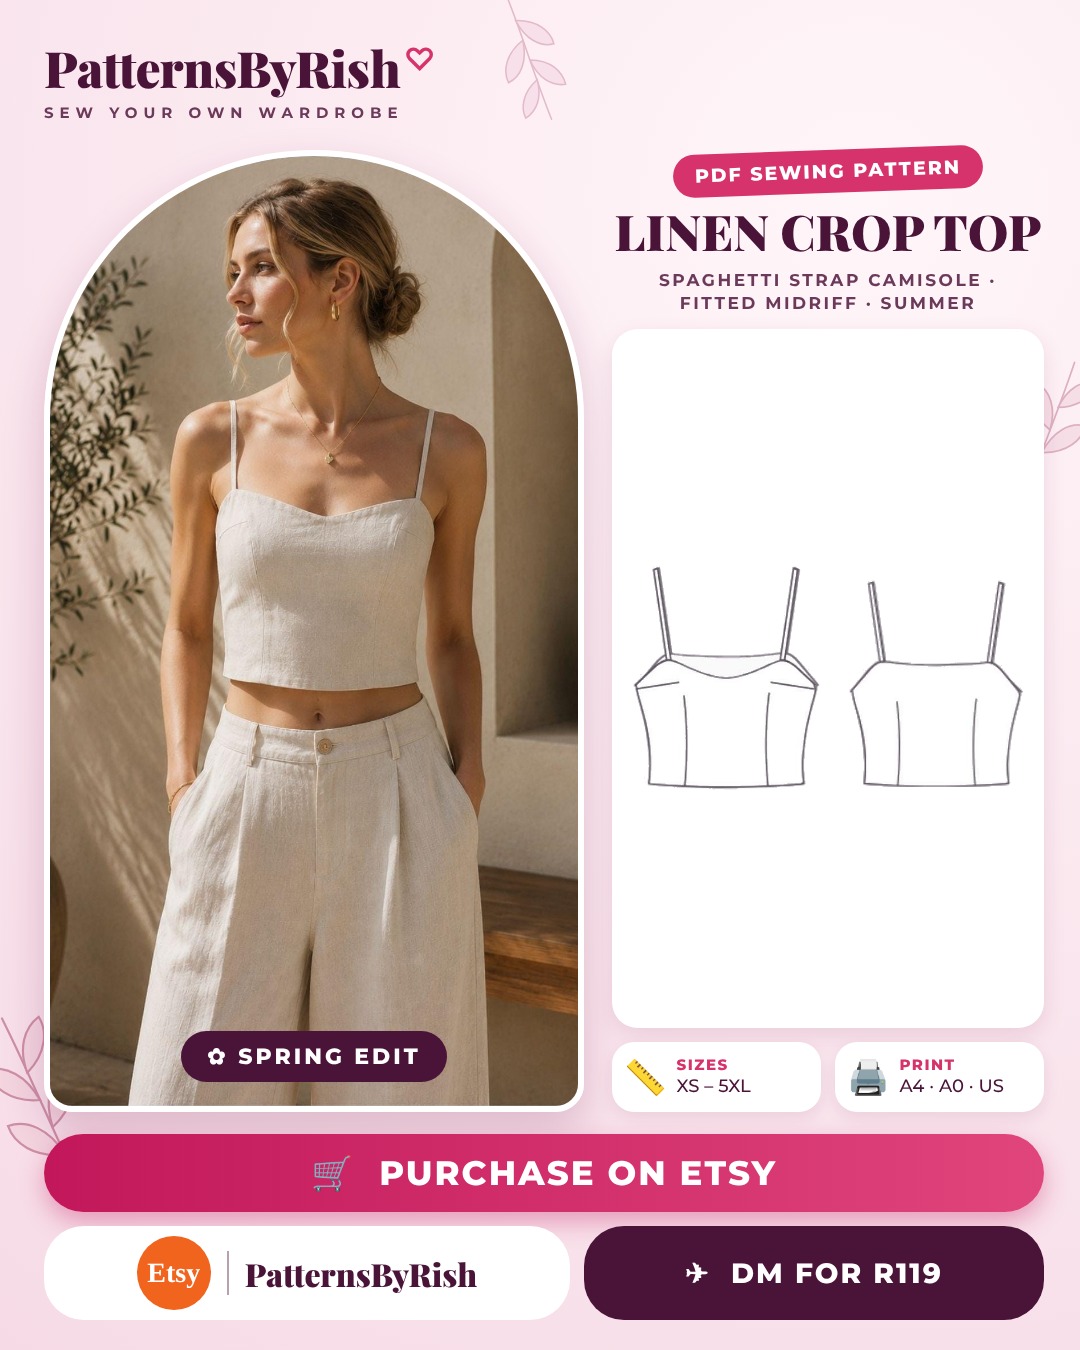 PatternsByRish
SEW YOUR OWN WARDROBE
PDF SEWING PATTERN
LINEN CROP TOP
SPAGHETTI STRAP CAMISOLE ·
FITTED MIDRIFF · SUMMER
SPRING EDIT
SIZES
XS – 5XL
PRINT
A4 · A0 · US
PURCHASE ON ETSY
Etsy
PatternsByRish
DM FOR R119